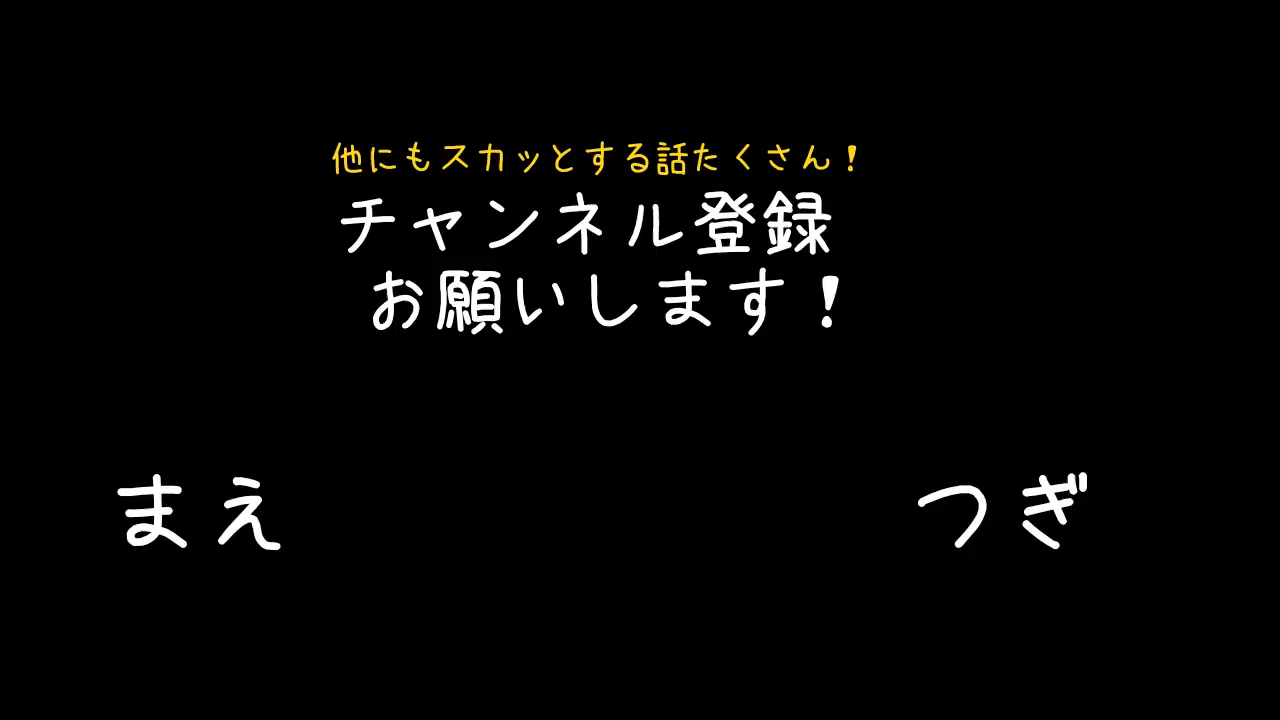 他にもスカッとする話たくさん！
チャンネル登録
お願いします！
まえ
つぎ